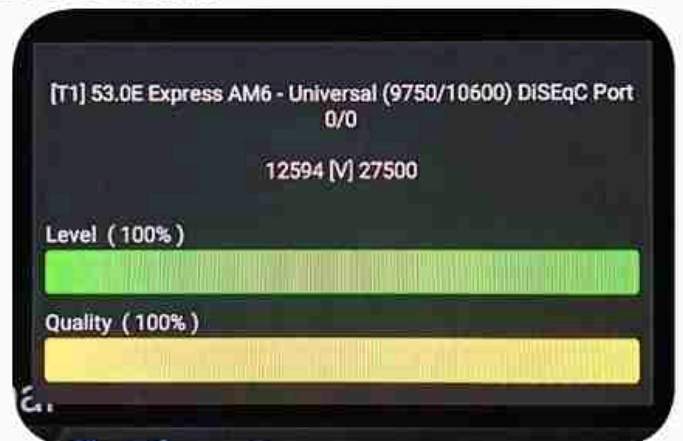 [T1] 53.0E Express AM6 - Universal (9750/10600) DiSEqC Port
0/0
12594 [V] 27500
Level ( 100% )
Quality ( 100% )